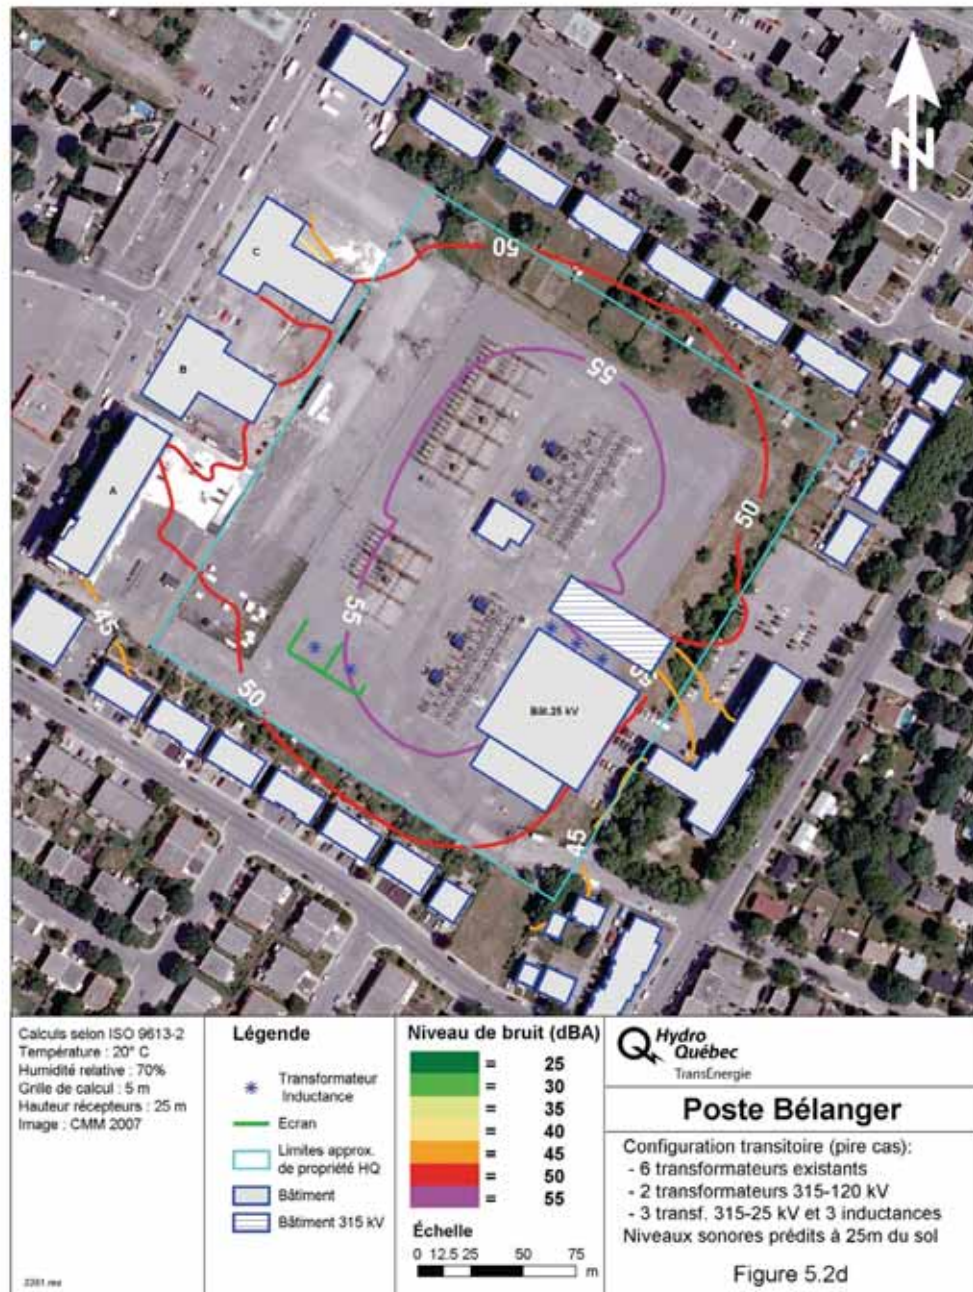 N
50
C
B
A
55
50
55
45
50
Bât.25 kV
45
Calculs selon ISO 9613-2
Température : 20° C
Humidité relative : 70%
Grille de calcul : 5 m
Hauteur récepteurs : 25 m
Image : CMM 2007
Légende
Transformateur
Inductance
Ecran
Limites approx.
de propriété HQ
Bâtiment
Bâtiment 315 kV
Niveau de bruit (dBA)
= 25
= 30
= 35
= 40
= 45
= 50
= 55
Échelle
0 12.5 25 50 75
m
Hydro
Québec
TransÉnergie
Poste Bélanger
Configuration transitoire (pire cas):
- 6 transformateurs existants
- 2 transformateurs 315-120 kV
- 3 transf. 315-25 kV et 3 inductances
Niveaux sonores prédits à 25m du sol
Figure 5.2d